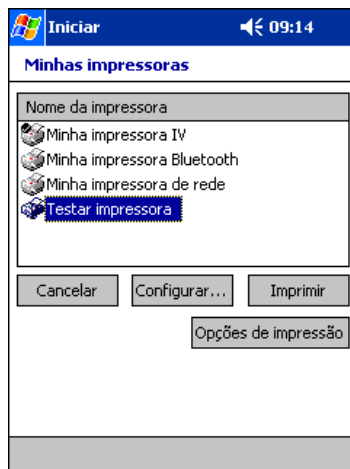 Iniciar 09:14
Minhas impressoras
Nome da impressora
Minha impressora IV
Minha impressora Bluetooth
Minha impressora de rede
Testar impressora
Cancelar Configurar... Imprimir
Opções de impressão